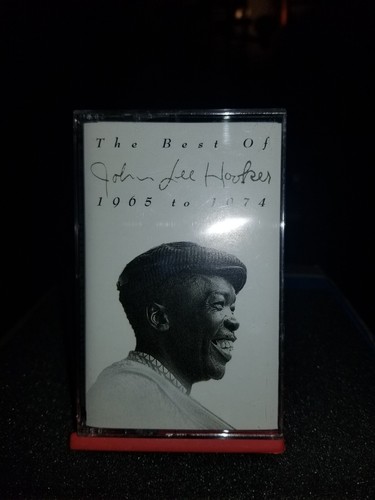 The Best Of
John Lee Hooker
1965 to 1974